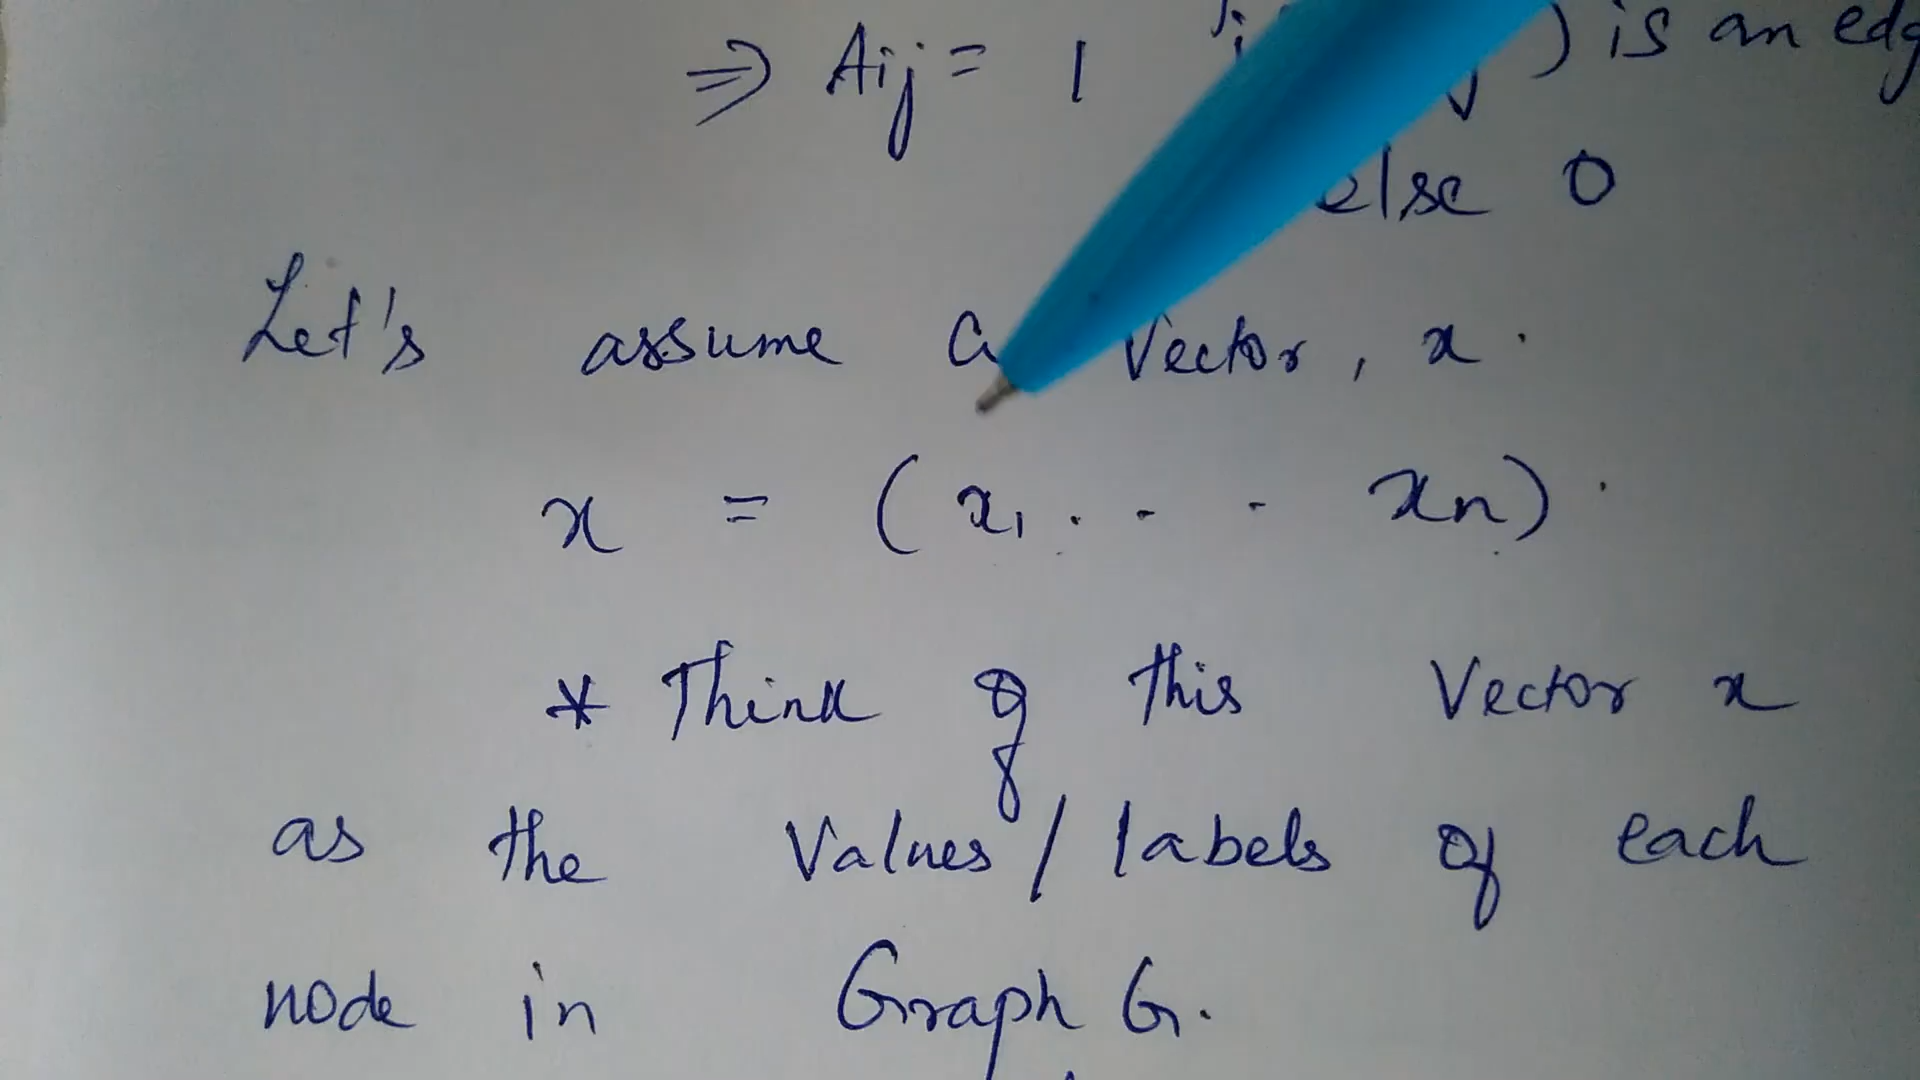 ⇒ Aij = 1 ) is an
else 0
Let's assume a Vector, x.
x = (x1 . - - xn).
* Think of this Vector x
as the Values / labels of each
node in Graph G.